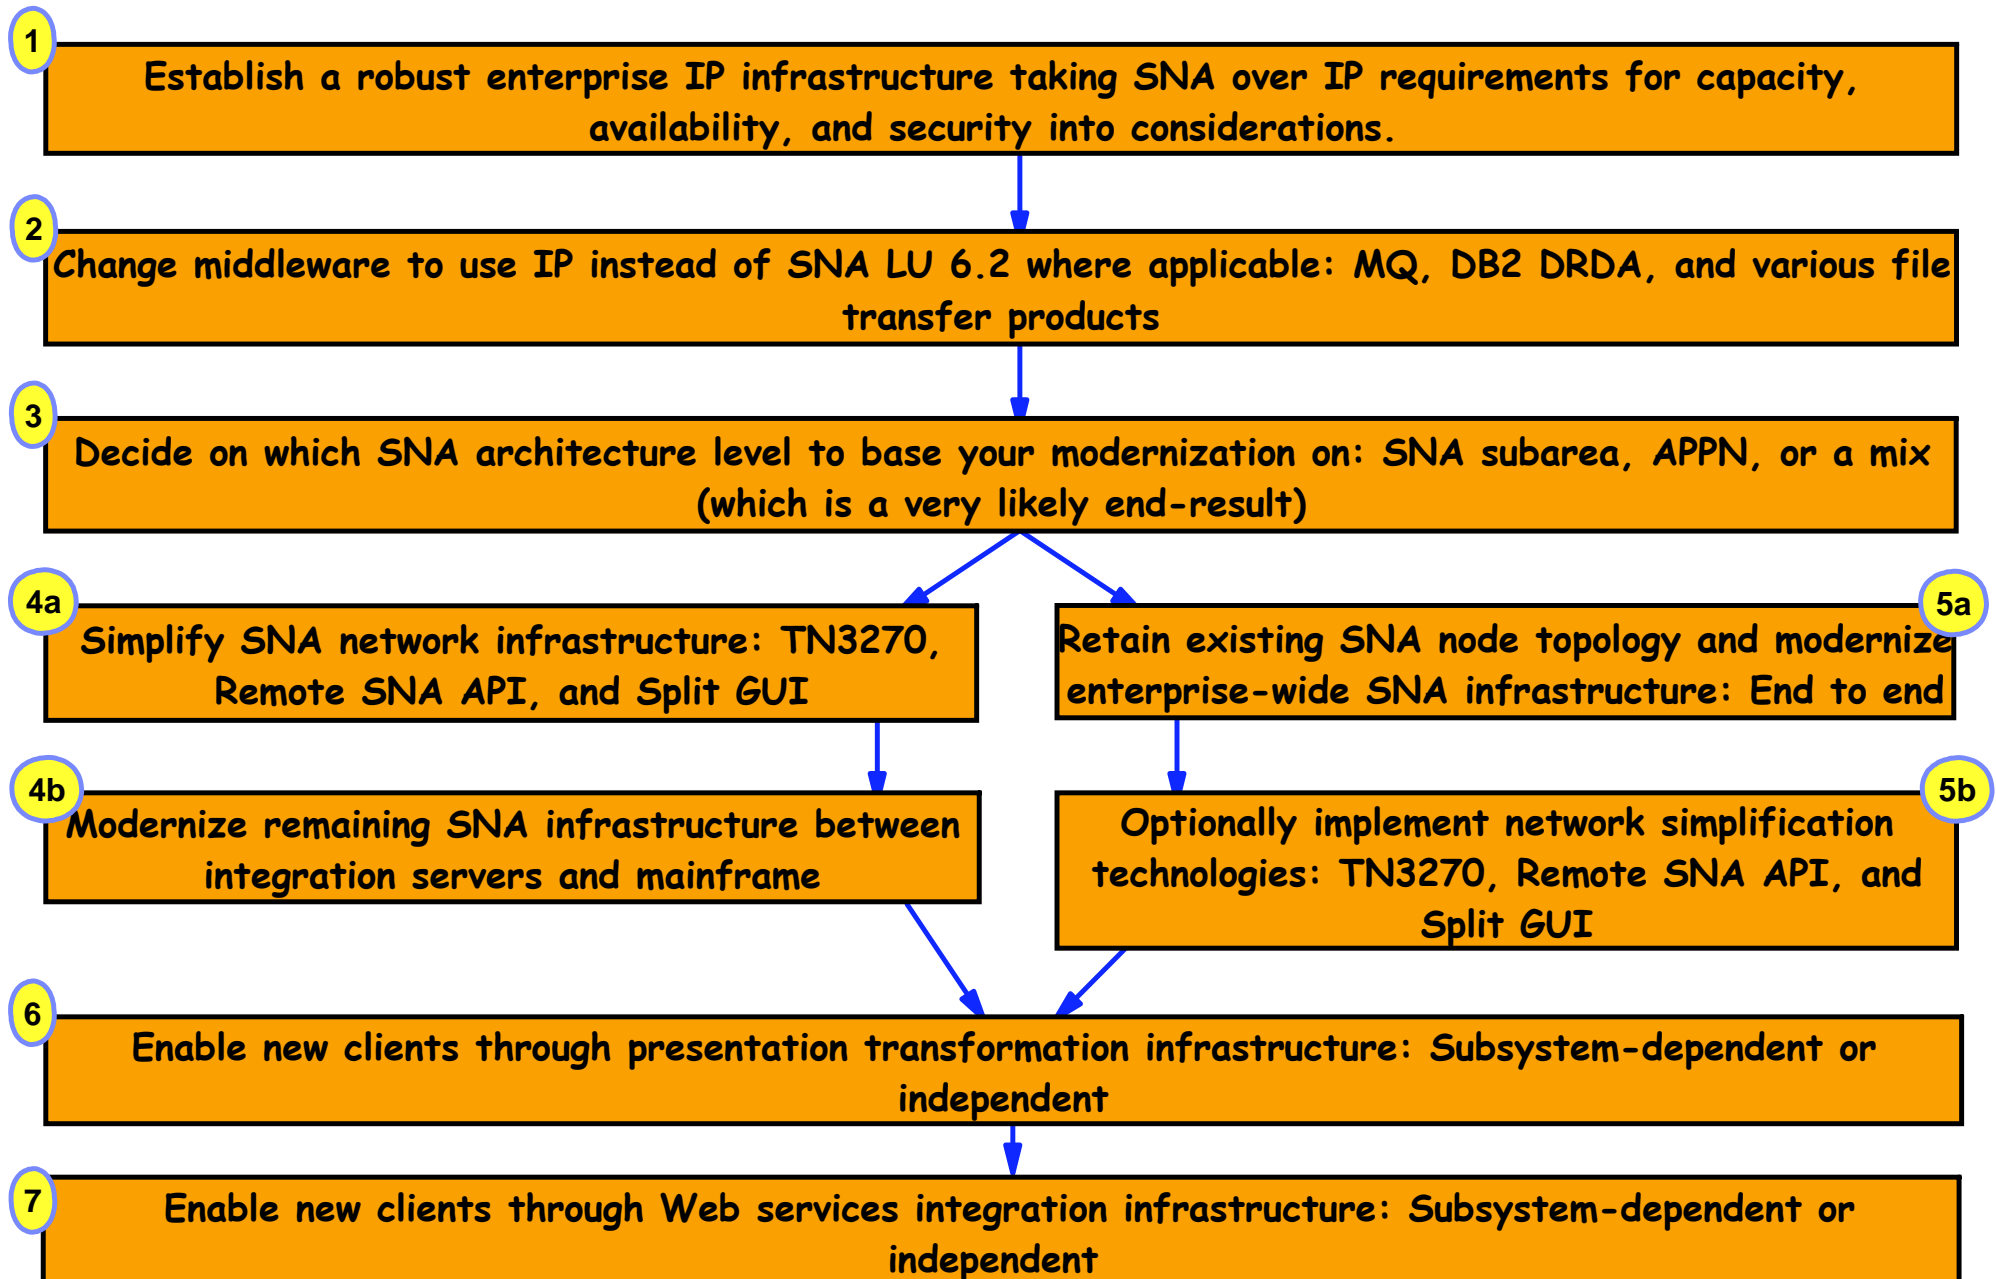 1
Establish a robust enterprise IP infrastructure taking SNA over IP requirements for capacity,
availability, and security into considerations.
2
Change middleware to use IP instead of SNA LU 6.2 where applicable: MQ, DB2 DRDA, and various file
transfer products
3
Decide on which SNA architecture level to base your modernization on: SNA subarea, APPN, or a mix
(which is a very likely end-result)
4a
Simplify SNA network infrastructure: TN3270,
Remote SNA API, and Split GUI
5a
Retain existing SNA node topology and modernize
enterprise-wide SNA infrastructure: End to end
4b
Modernize remaining SNA infrastructure between
integration servers and mainframe
5b
Optionally implement network simplification
technologies: TN3270, Remote SNA API, and
Split GUI
6
Enable new clients through presentation transformation infrastructure: Subsystem-dependent or
independent
7
Enable new clients through Web services integration infrastructure: Subsystem-dependent or
independent